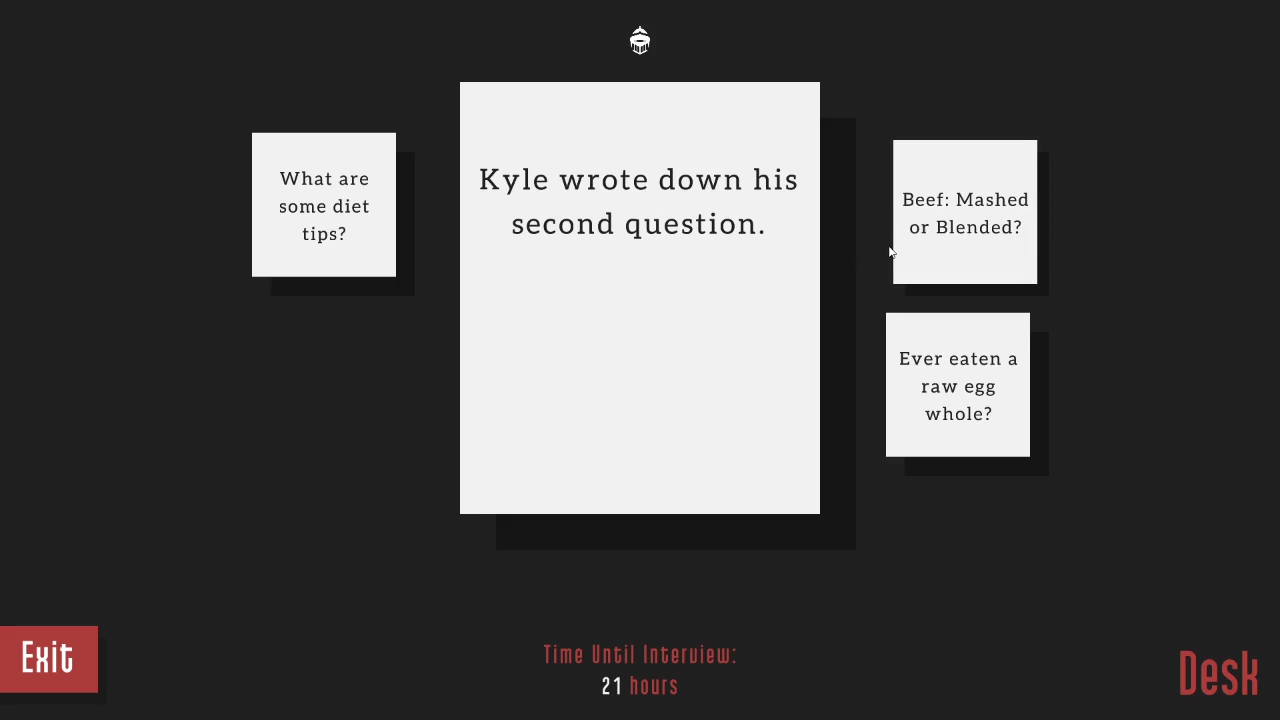 What are
some diet
tips?
Kyle wrote down his
second question.
Beef: Mashed
or Blended?
Ever eaten a
raw egg
whole?
Exit
Time Until Interview:
21 hours
Desk